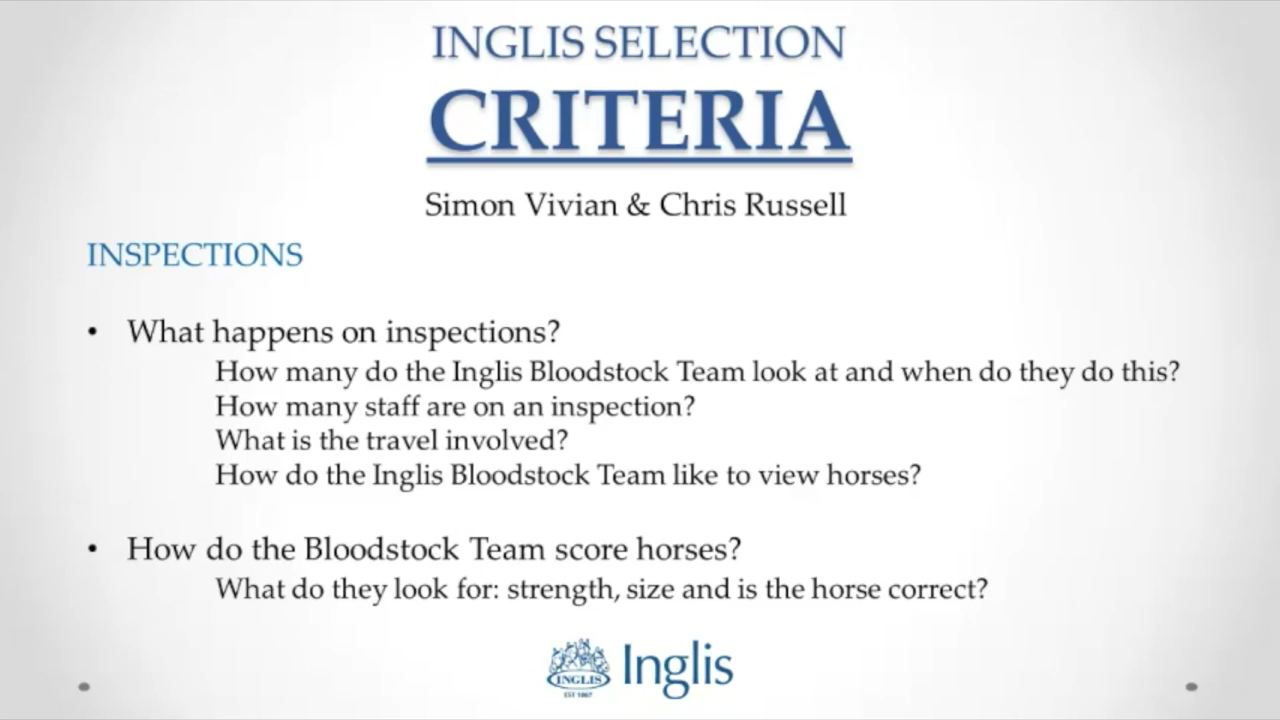 INGLIS SELECTION
CRITERIA
Simon Vivian & Chris Russell
INSPECTIONS
• What happens on inspections?
How many do the Inglis Bloodstock Team look at and when do they do this?
How many staff are on an inspection?
What is the travel involved?
How do the Inglis Bloodstock Team like to view horses?
• How do the Bloodstock Team score horses?
What do they look for: strength, size and is the horse correct?
INGLIS
EST 1867
Inglis